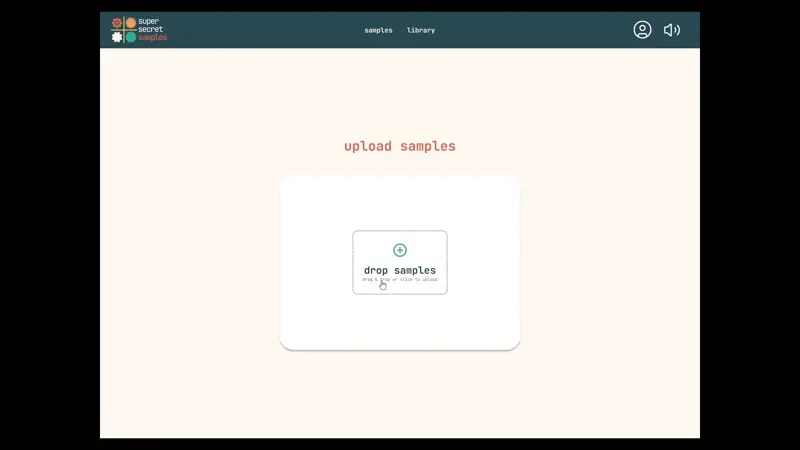 super
secret
samples
samples library
upload samples
drop samples
drag & drop or click to upload